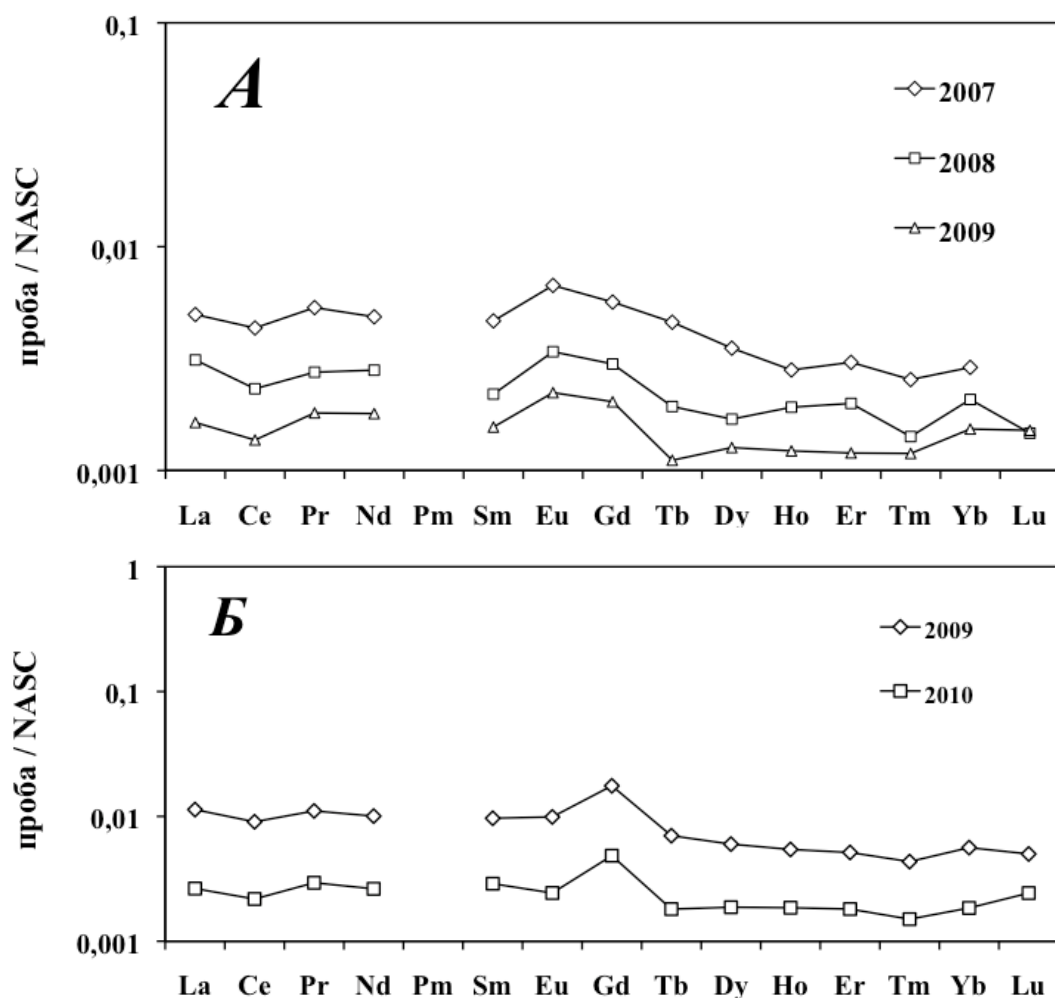 0,1
А
2007
2008
2009
проба / NASC
0,01
0,001
La Ce Pr Nd Pm Sm Eu Gd Tb Dy Ho Er Tm Yb Lu
1
Б
2009
2010
проба / NASC
0,1
0,01
0,001
La Ce Pr Nd Pm Sm Eu Gd Tb Dy Ho Er Tm Yb Lu